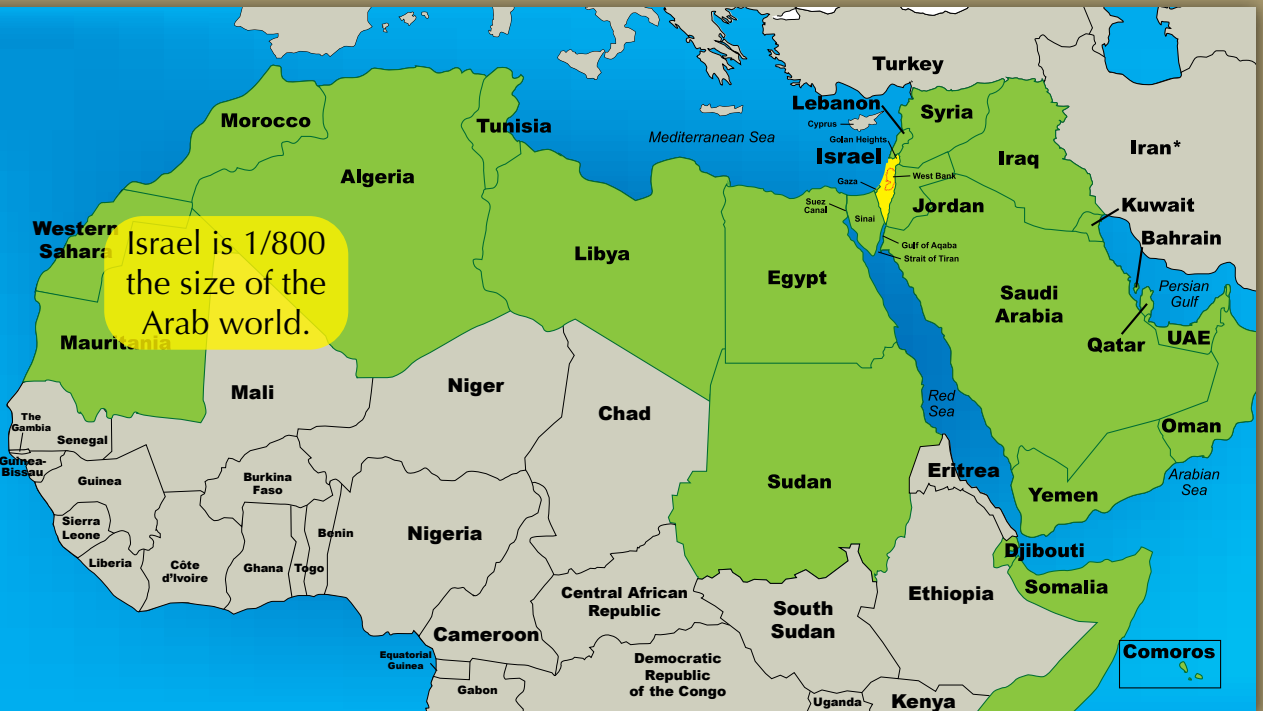 Turkey
Lebanon
Syria
Cyprus
Morocco
Tunisia
Mediterranean Sea
Golan Heights
Israel
Iraq
Iran*
Algeria
West Bank
Gaza
Suez
Canal
Sinai
Jordan
Kuwait
Western
Sahara
Israel is 1/800
the size of the
Arab world.
Libya
Egypt
Gulf of Aqaba
Strait of Tiran
Bahrain
Saudi
Arabia
Persian
Gulf
Mauritania
Qatar
UAE
Mali
Niger
Chad
Red
Sea
Oman
The
Gambia
Senegal
Guinea-
Bissau
Guinea
Burkina
Faso
Sudan
Eritrea
Yemen
Arabian
Sea
Sierra
Leone
Benin
Nigeria
Liberia
Côte
d'Ivoire
Ghana
Togo
Djibouti
Central African
Republic
South
Sudan
Ethiopia
Somalia
Cameroon
Equatorial
Guinea
Democratic
Republic
of the Congo
Comoros
Gabon
Uganda
Kenya